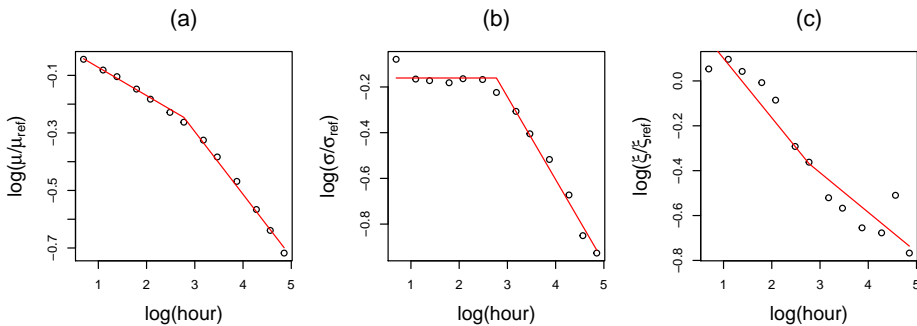 (a)
log(μ/μref)
-0.1
-0.3
-0.5
-0.7
1 2 3 4 5
log(hour)
(b)
log(σ/σref)
-0.2
-0.4
-0.6
-0.8
1 2 3 4 5
log(hour)
(c)
log(ξ/ξref)
0.0
-0.2
-0.4
-0.6
-0.8
1 2 3 4 5
log(hour)